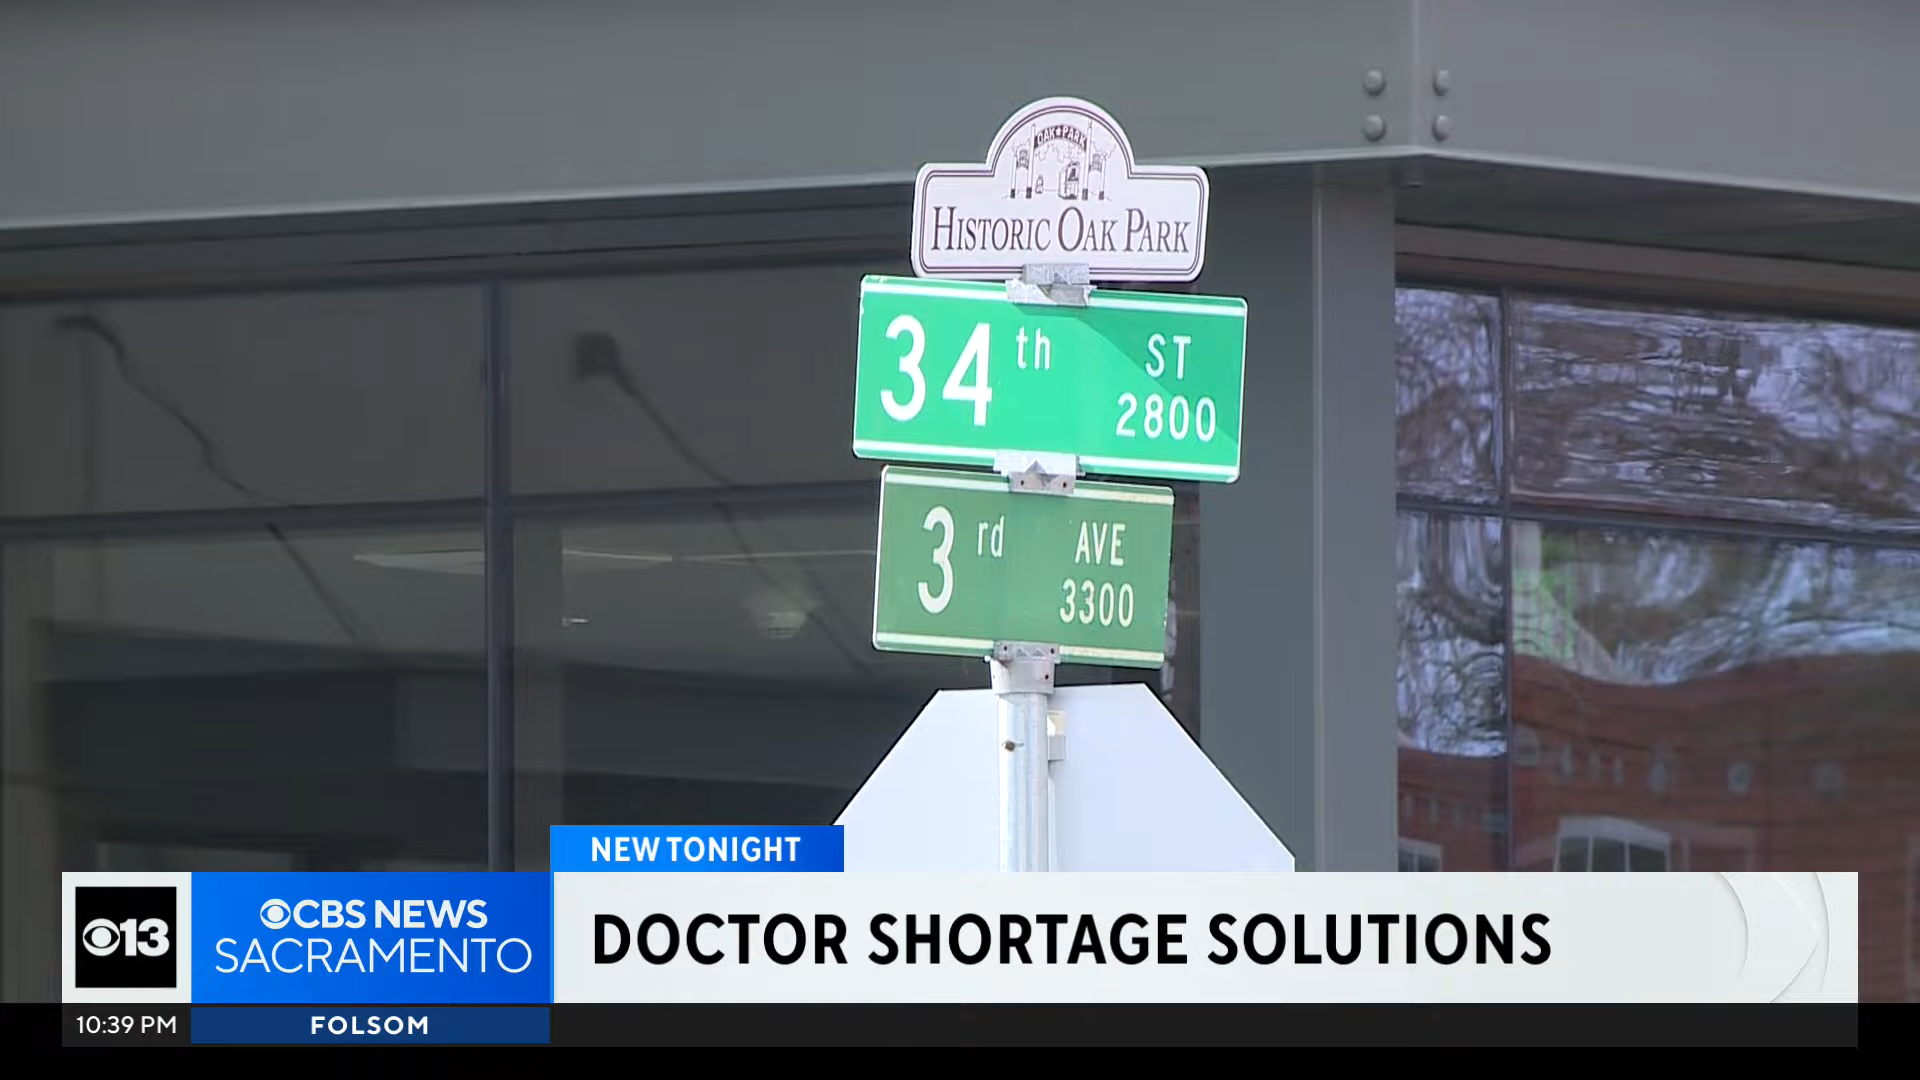 OAK★PARK
HISTORIC OAK PARK
34th ST
2800
3rd AVE
3300
NEW TONIGHT
13
CBS NEWS
SACRAMENTO
DOCTOR SHORTAGE SOLUTIONS
10:39 PM
FOLSOM